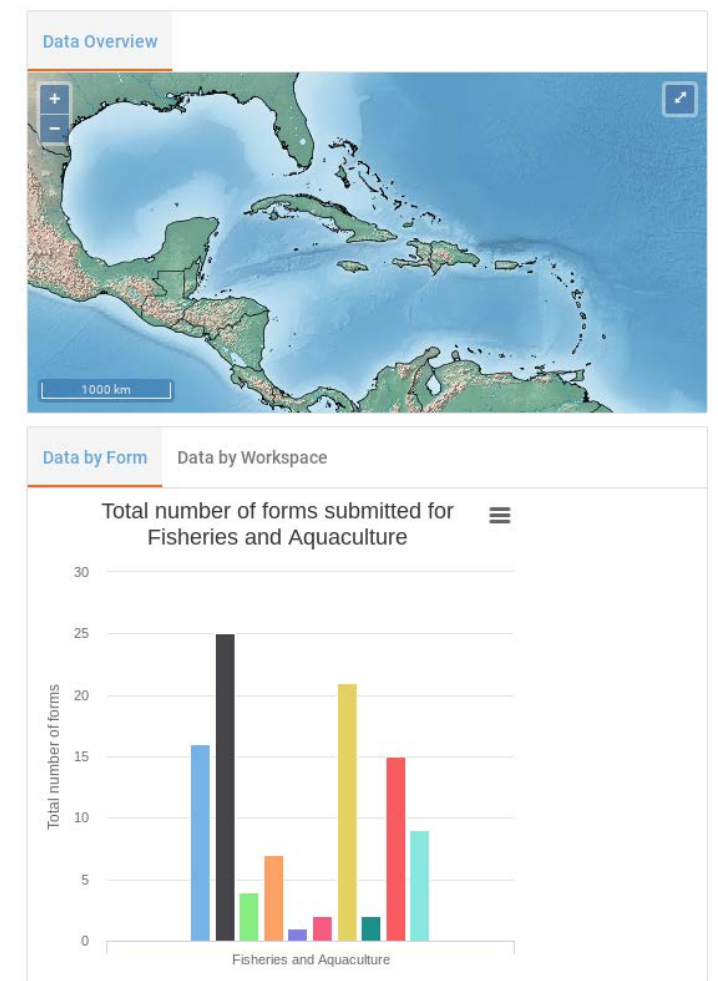 Data Overview
+
−
1000 km
Data by Form Data by Workspace
Total number of forms submitted for
Fisheries and Aquaculture
Total number of forms
30
25
20
15
10
5
0
Fisheries and Aquaculture